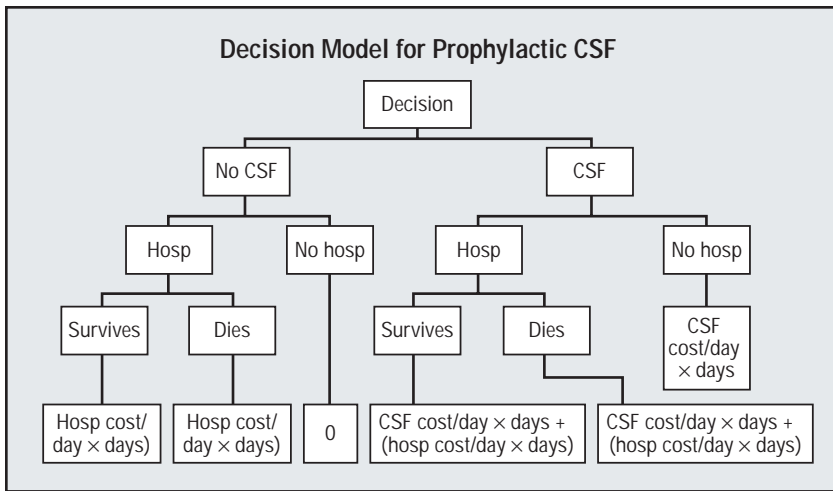 Decision Model for Prophylactic CSF
Decision
No CSF
CSF
Hosp
No hosp
Hosp
No hosp
Survives
Dies
Survives
Dies
CSF
cost/day
× days
Hosp cost/
day × days)
Hosp cost/
day × days)
0
CSF cost/day × days +
(hosp cost/day × days)
CSF cost/day × days +
(hosp cost/day × days)